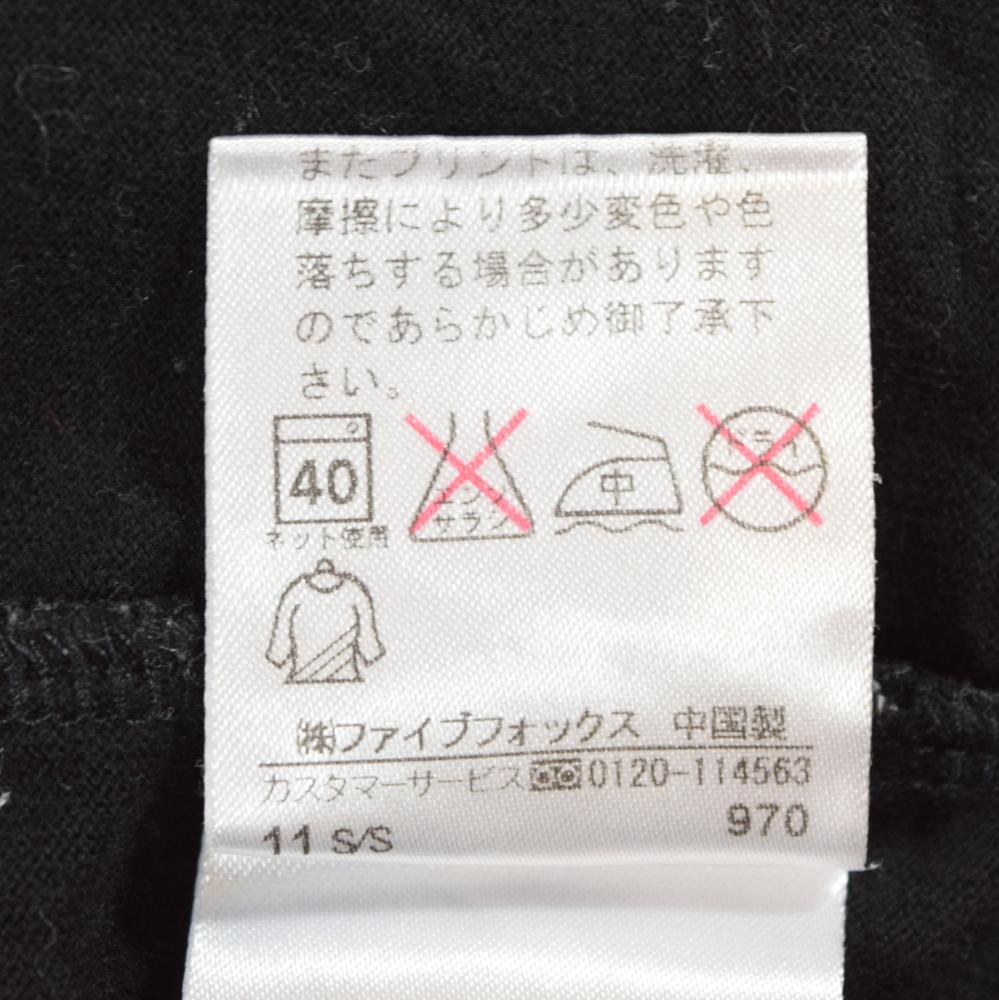 またプリントは、洗濯、
摩擦により多少変色や色
落ちする場合があります
のであらかじめ御了承下
さい。
40
エンソ
サラシ
中
ドライ
ネット使用
㈱ファイブフォックス 中国製
カスタマーサービス 0120-114563
11 S/S 970